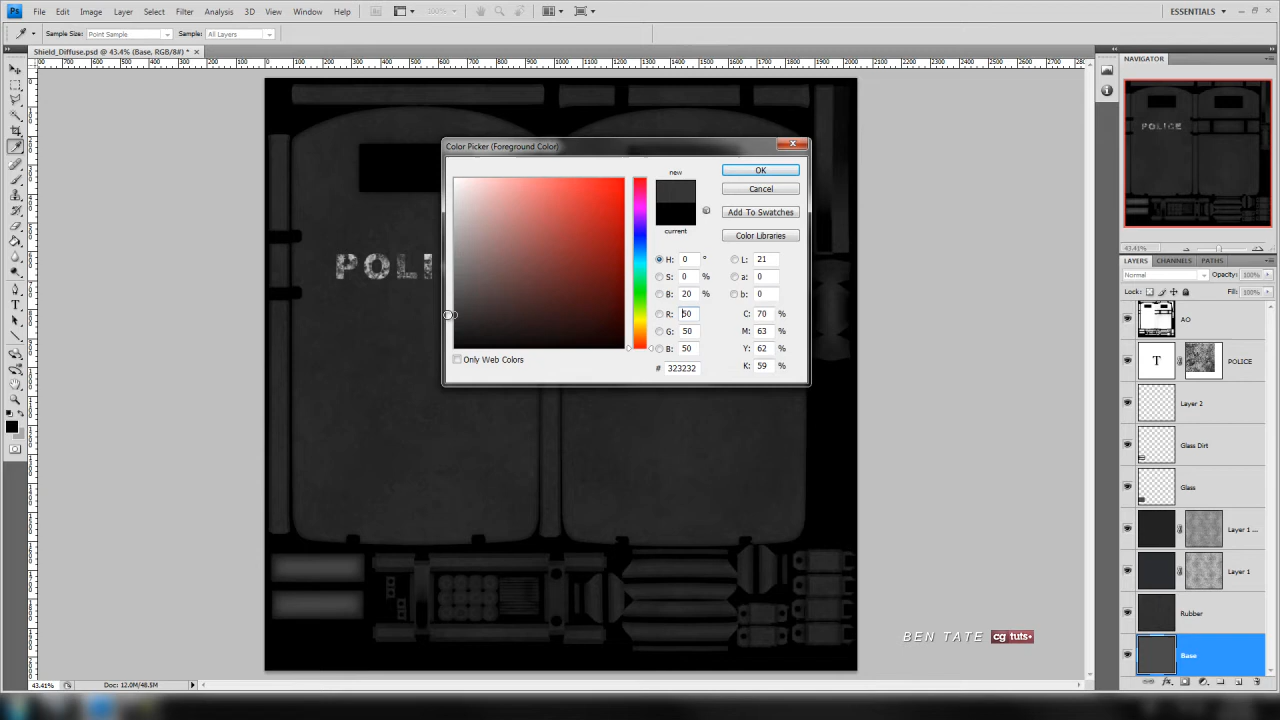 Ps File Edit Image Layer Select Filter Analysis 3D View Window Help 100% ESSENTIALS
Sample Size: Point Sample Sample: All Layers
Shield_Diffuse.psd @ 43.4% (Base, RGB/8#) *
NAVIGATOR
POLICE
43.41%
Color Picker (Foreground Color)
new
current
OK
Cancel
Add To Swatches
Color Libraries
H: 0 °
S: 0 %
B: 20 %
R: 50
G: 50
B: 50
# 323232
L: 21
a: 0
b: 0
C: 70 %
M: 63 %
Y: 62 %
K: 59 %
Only Web Colors
POLI
LAYERS CHANNELS PATHS
Normal Opacity: 100%
Lock: Fill: 100%
AO
T POLICE
Layer 2
Glass Dirt
Glass
Layer 1 ...
Layer 1
Rubber
Base
BEN TATE cg tuts+
43.41% Doc: 12.0M/48.5M